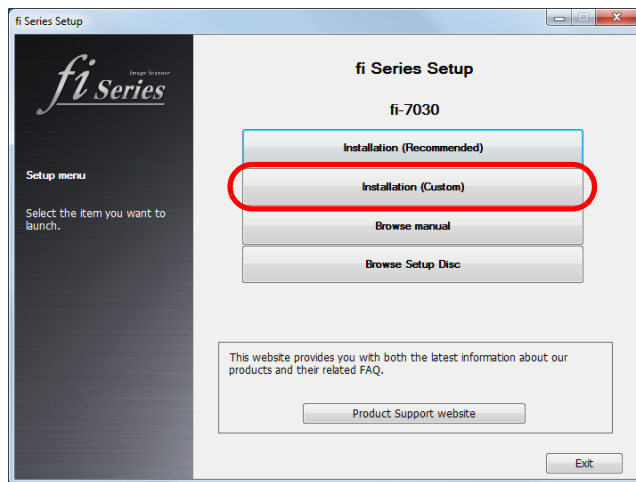 fi Series Setup
fi Image Scanner
Series
Setup menu
Select the item you want to
launch.
fi Series Setup
fi-7030
Installation (Recommended)
Installation (Custom)
Browse manual
Browse Setup Disc
This website provides you with both the latest information about our
products and their related FAQ.
Product Support website
Exit